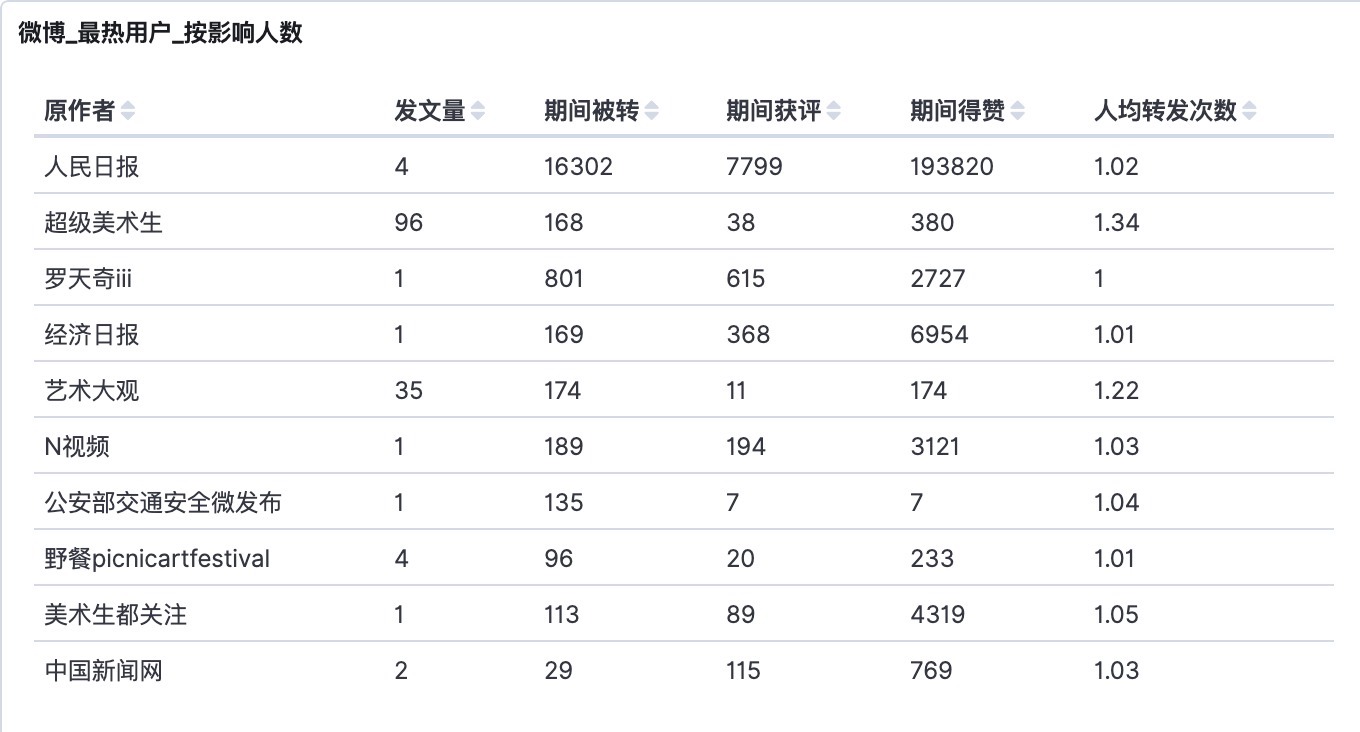 微博_最热用户_按影响人数
原作者 发文量 期间被转 期间获评 期间得赞 人均转发次数
人民日报 4 16302 7799 193820 1.02
超级美术生 96 168 38 380 1.34
罗天奇iii 1 801 615 2727 1
经济日报 1 169 368 6954 1.01
艺术大观 35 174 11 174 1.22
N视频 1 189 194 3121 1.03
公安部交通安全微发布 1 135 7 7 1.04
野餐picnicartfestival 4 96 20 233 1.01
美术生都关注 1 113 89 4319 1.05
中国新闻网 2 29 115 769 1.03